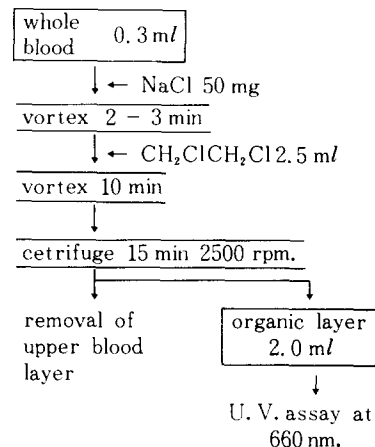 whole
blood 0.3 ml
← NaCl 50 mg
vortex 2 - 3 min
← CH₂ClCH₂Cl 2.5 ml
vortex 10 min
cetrifuge 15 min 2500 rpm.
removal of
upper blood
layer
organic layer
2.0 ml
U. V. assay at
660 nm.